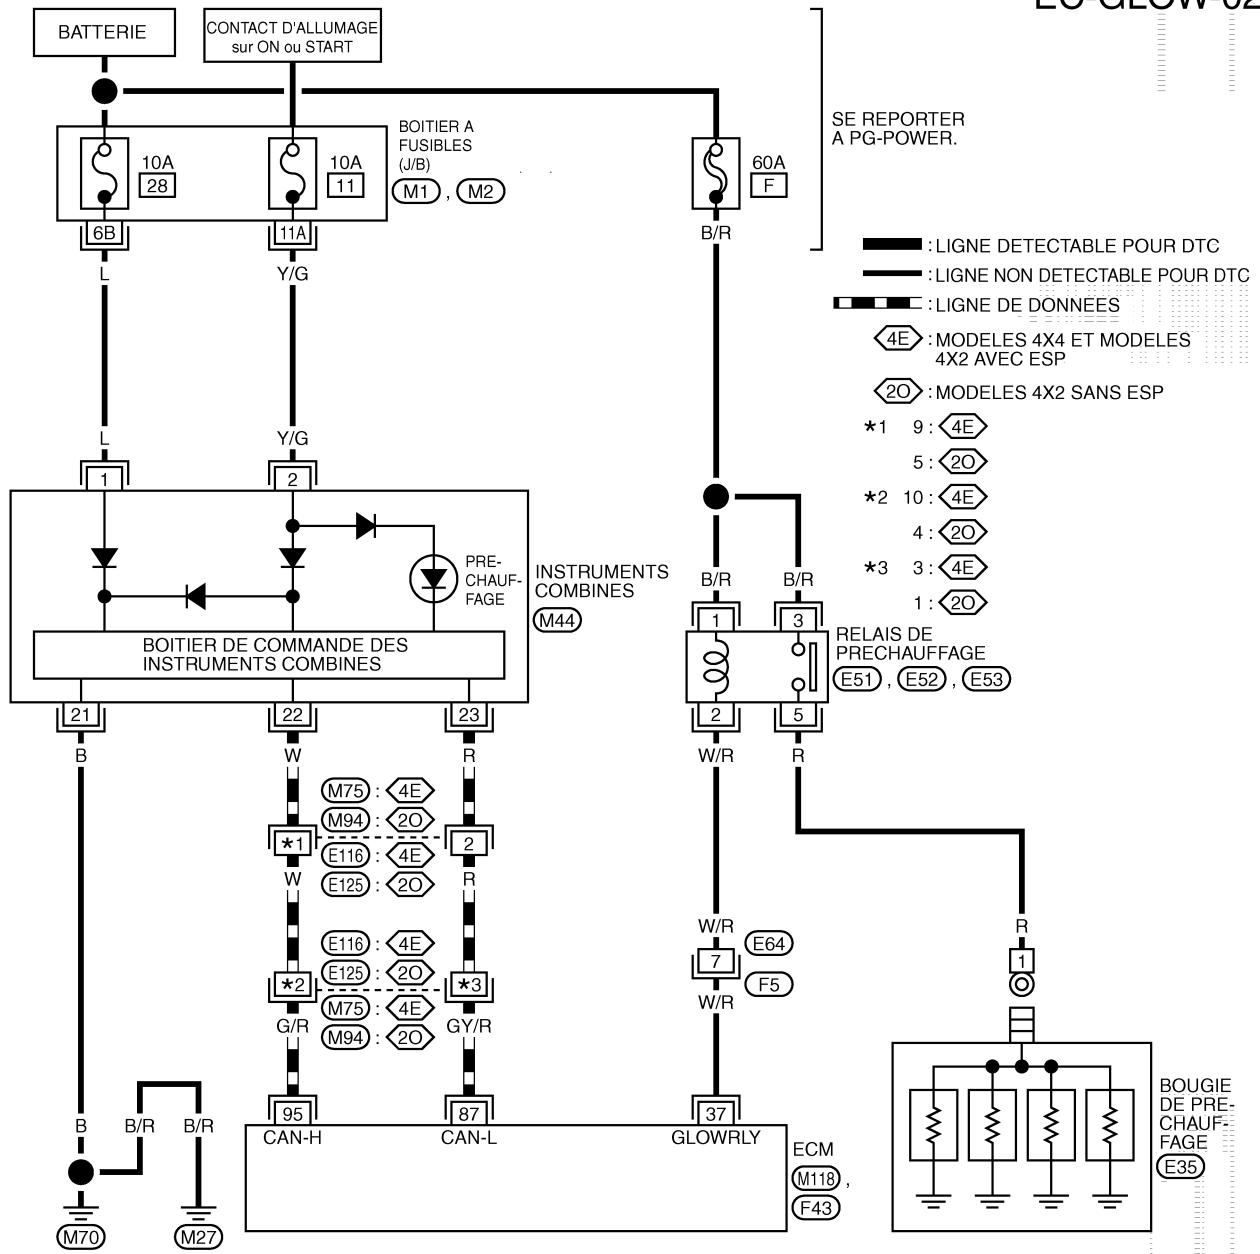 EC-GLOW-02
BATTERIE
CONTACT D'ALLUMAGE
sur ON ou START
SE REPORTER
A PG-POWER.
BOITIER A
FUSIBLES
(J/B)
M1 , M2
10A
28
10A
11
60A
F
6B
11A
B/R
L
Y/G
: LIGNE DETECTABLE POUR DTC
: LIGNE NON DETECTABLE POUR DTC
: LIGNE DE DONNEES
4E : MODELES 4X4 ET MODELES
4X2 AVEC ESP
2O : MODELES 4X2 SANS ESP
*1 9 : 4E
5 : 2O
*2 10 : 4E
4 : 2O
*3 3 : 4E
1 : 2O
L
Y/G
1
2
PRE-
CHAUF-
FAGE
INSTRUMENTS
COMBINES
M44
BOITIER DE COMMANDE DES
INSTRUMENTS COMBINES
B/R
B/R
1
3
RELAIS DE
PRECHAUFFAGE
E51 , E52 , E53
21
22
23
2
5
B
W
R
W/R
R
M75 : 4E
M94 : 2O
*1
2
E116 : 4E
E125 : 2O
W
R
E116 : 4E
E125 : 2O
*2
*3
M75 : 4E
M94 : 2O
G/R
GY/R
W/R
7
E64
F5
W/R
R
1
B
B/R
B/R
95
87
37
CAN-H
CAN-L
GLOWRLY
ECM
M118 ,
F43
BOUGIE
DE PRE-
CHAUF-
FAGE
E35
M70
M27